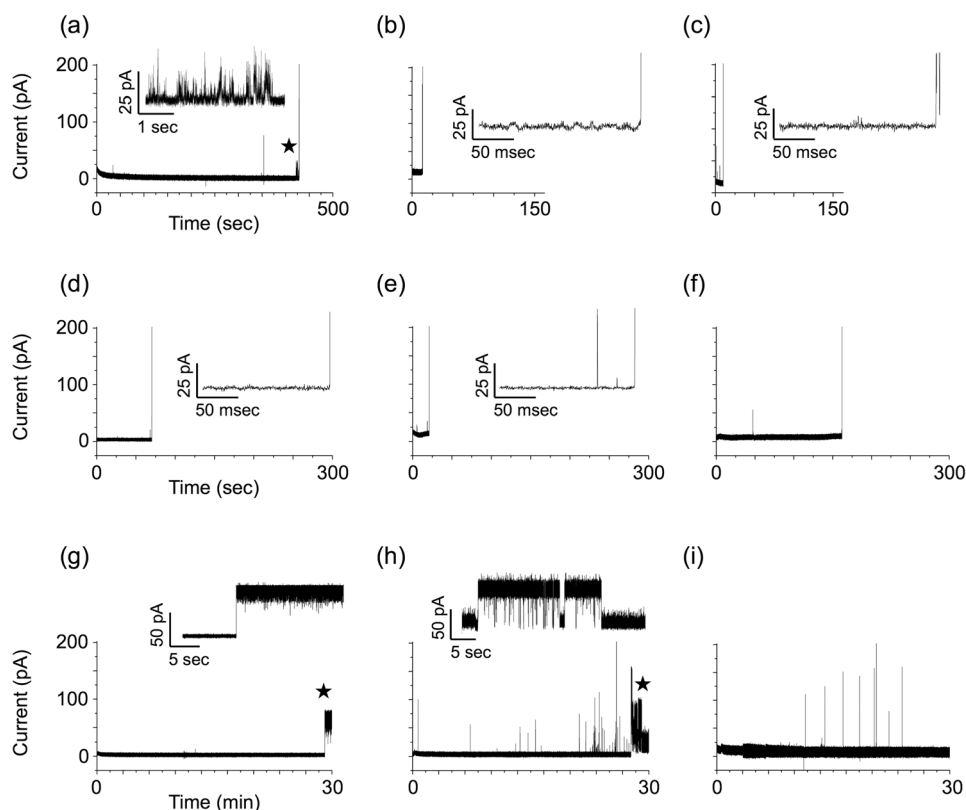 (a)
(b)
(c)
Current (pA)
200
100
0
25 pA
1 sec
25 pA
50 msec
25 pA
50 msec
0
500
150
150
Time (sec)
(d)
(e)
(f)
Current (pA)
200
100
0
25 pA
50 msec
25 pA
50 msec
0
300
0
300
0
300
Time (sec)
(g)
(h)
(i)
50 pA
5 sec
50 pA
5 sec
Current (pA)
200
100
0
0
30
0
30
0
30
Time (min)